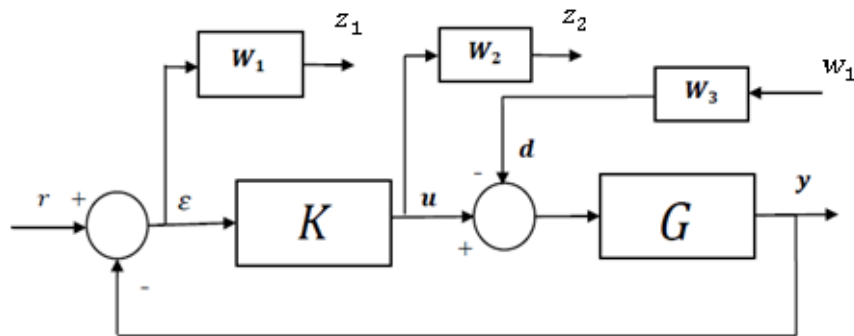 z₁
z₂
W₁
W₂
W₃
w₁
r
+
ε
K
u
-
d
+
G
y
-